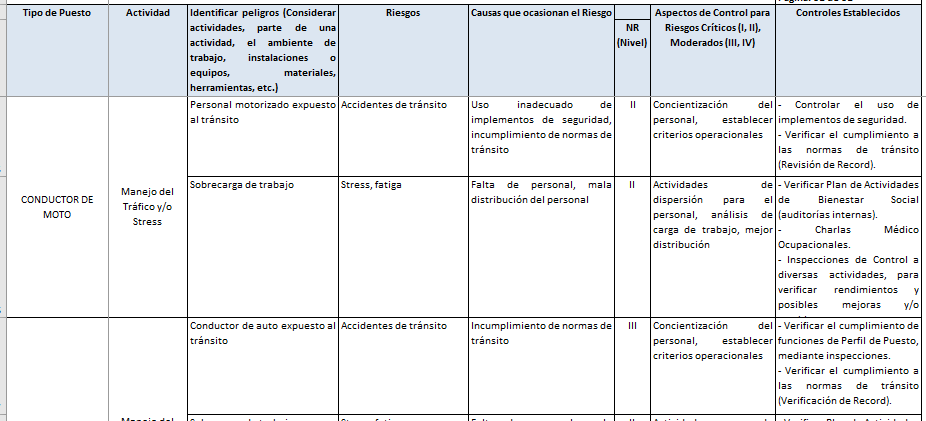 Tipo de Puesto
Actividad
Identificar peligros (Considerar
actividades, parte de una
actividad, el ambiente de
trabajo, instalaciones o
equipos, materiales,
herramientas, etc.)
Riesgos
Causas que ocasionan el Riesgo
NR
(Nivel)
Aspectos de Control para
Riesgos Críticos (I, II),
Moderados (III, IV)
Controles Establecidos
CONDUCTOR DE
MOTO
Manejo del
Tráfico y/o
Stress
Personal motorizado expuesto
al tránsito
Accidentes de tránsito
Uso inadecuado de
implementos de seguridad,
incumplimiento de normas de
tránsito
II
Concientización del
personal, establecer
criterios operacionales
- Controlar el uso de
implementos de seguridad.
- Verificar el cumplimiento a
las normas de tránsito
(Revisión de Record).
Sobrecarga de trabajo
Stress, fatiga
Falta de personal, mala
distribución del personal
II
Actividades de
dispersión para el
personal, análisis de
carga de trabajo, mejor
distribución
- Verificar Plan de Actividades
de Bienestar Social
(auditorías internas).
- Charlas Médico
Ocupacionales.
- Inspecciones de Control a
diversas actividades, para
verificar rendimientos y
posibles mejoras y/o
Conductor de auto expuesto al
tránsito
Accidentes de tránsito
Incumplimiento de normas de
tránsito
III
Concientización del
personal, establecer
criterios operacionales
- Verificar el cumplimiento de
funciones de Perfil de Puesto,
mediante inspecciones.
- Verificar el cumplimiento a
las normas de tránsito
(Verificación de Record).
Manejo del